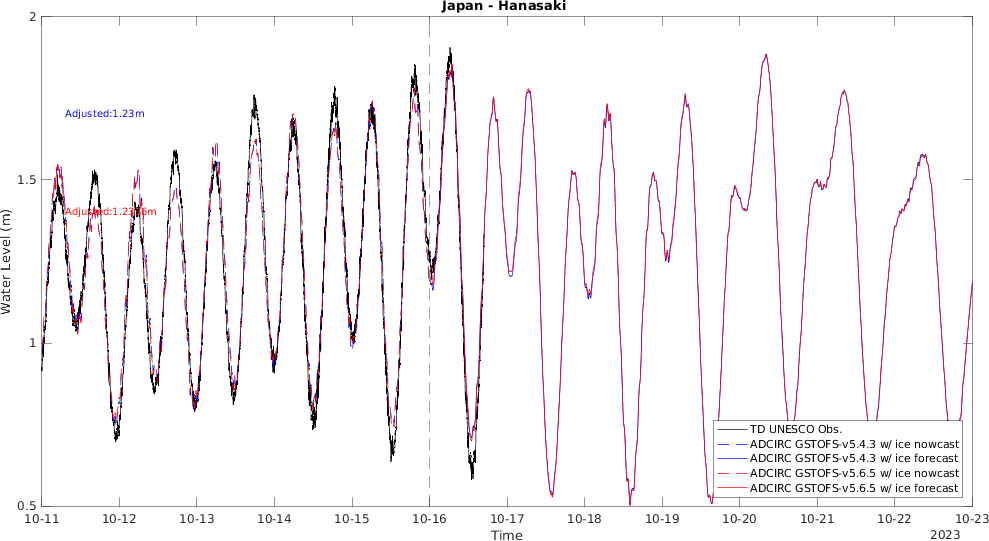 Japan - Hanasaki
2
Adjusted:1.23m
1.5
Water Level (m)
1
0.5
TD UNESCO Obs.
ADCIRC GSTOFS-v5.4.3 w/ ice nowcast
ADCIRC GSTOFS-v5.4.3 w/ ice forecast
ADCIRC GSTOFS-v5.6.5 w/ ice nowcast
ADCIRC GSTOFS-v5.6.5 w/ ice forecast
10-11 10-12 10-13 10-14 10-15 10-16 10-17 10-18 10-19 10-20 10-21 10-22 10-23
Time
2023